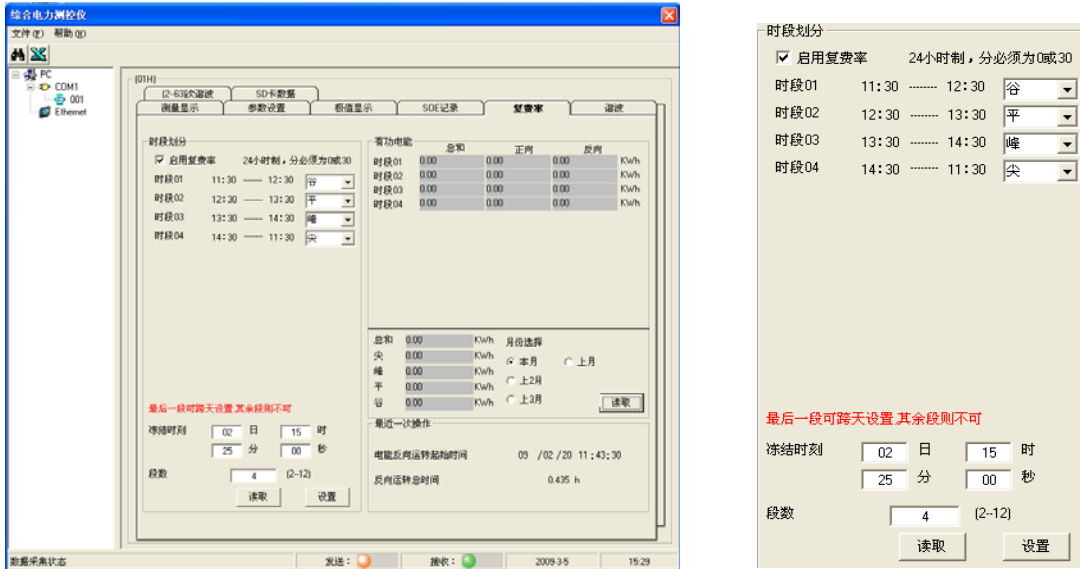 综合电力测控仪
文件(F) 帮助(H)
PC
COM1
001
Ethernet
(01H)
(2-63)次谐波 SD卡数据
测量显示 参数设置 极值显示 SOE记录 复费率 谐波
时段划分
启用复费率 24小时制，分必须为0或30
时段01 11:30 ------- 12:30 谷
时段02 12:30 ------- 13:30 平
时段03 13:30 ------- 14:30 峰
时段04 14:30 ------- 11:30 尖
最后一段可跨天设置,其余段则不可
冻结时刻 02 日 15 时
25 分 00 秒
段数 4 (2--12)
读取 设置
有功电能
总和 正向 反向
时段01 0.00 0.00 0.00 KWh
时段02 0.00 0.00 0.00 KWh
时段03 0.00 0.00 0.00 KWh
时段04 0.00 0.00 0.00 KWh
总和 0.00 KWh 月份选择
尖 0.00 KWh 本月 上月
峰 0.00 KWh 上2月
平 0.00 KWh
谷 0.00 KWh 上3月 读取
最近一次操作
电能反向运转起始时间 09 /02 /20 11:43:30
反向运转总时间 0.435 h
数据采集状态 发送： 接收： 2009-3-5 15:29
时段划分
启用复费率 24小时制，分必须为0或30
时段01 11:30 ------- 12:30 谷
时段02 12:30 ------- 13:30 平
时段03 13:30 ------- 14:30 峰
时段04 14:30 ------- 11:30 尖
最后一段可跨天设置,其余段则不可
冻结时刻 02 日 15 时
25 分 00 秒
段数 4 (2--12)
读取 设置